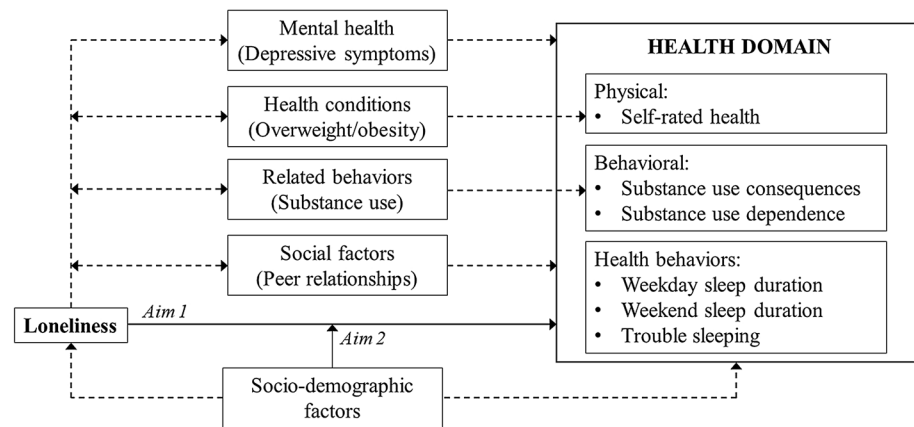 Mental health
(Depressive symptoms)
Health conditions
(Overweight/obesity)
Related behaviors
(Substance use)
Social factors
(Peer relationships)
Loneliness
Aim 1
Aim 2
Socio-demographic
factors
HEALTH DOMAIN
Physical:
• Self-rated health
Behavioral:
• Substance use consequences
• Substance use dependence
Health behaviors:
• Weekday sleep duration
• Weekend sleep duration
• Trouble sleeping